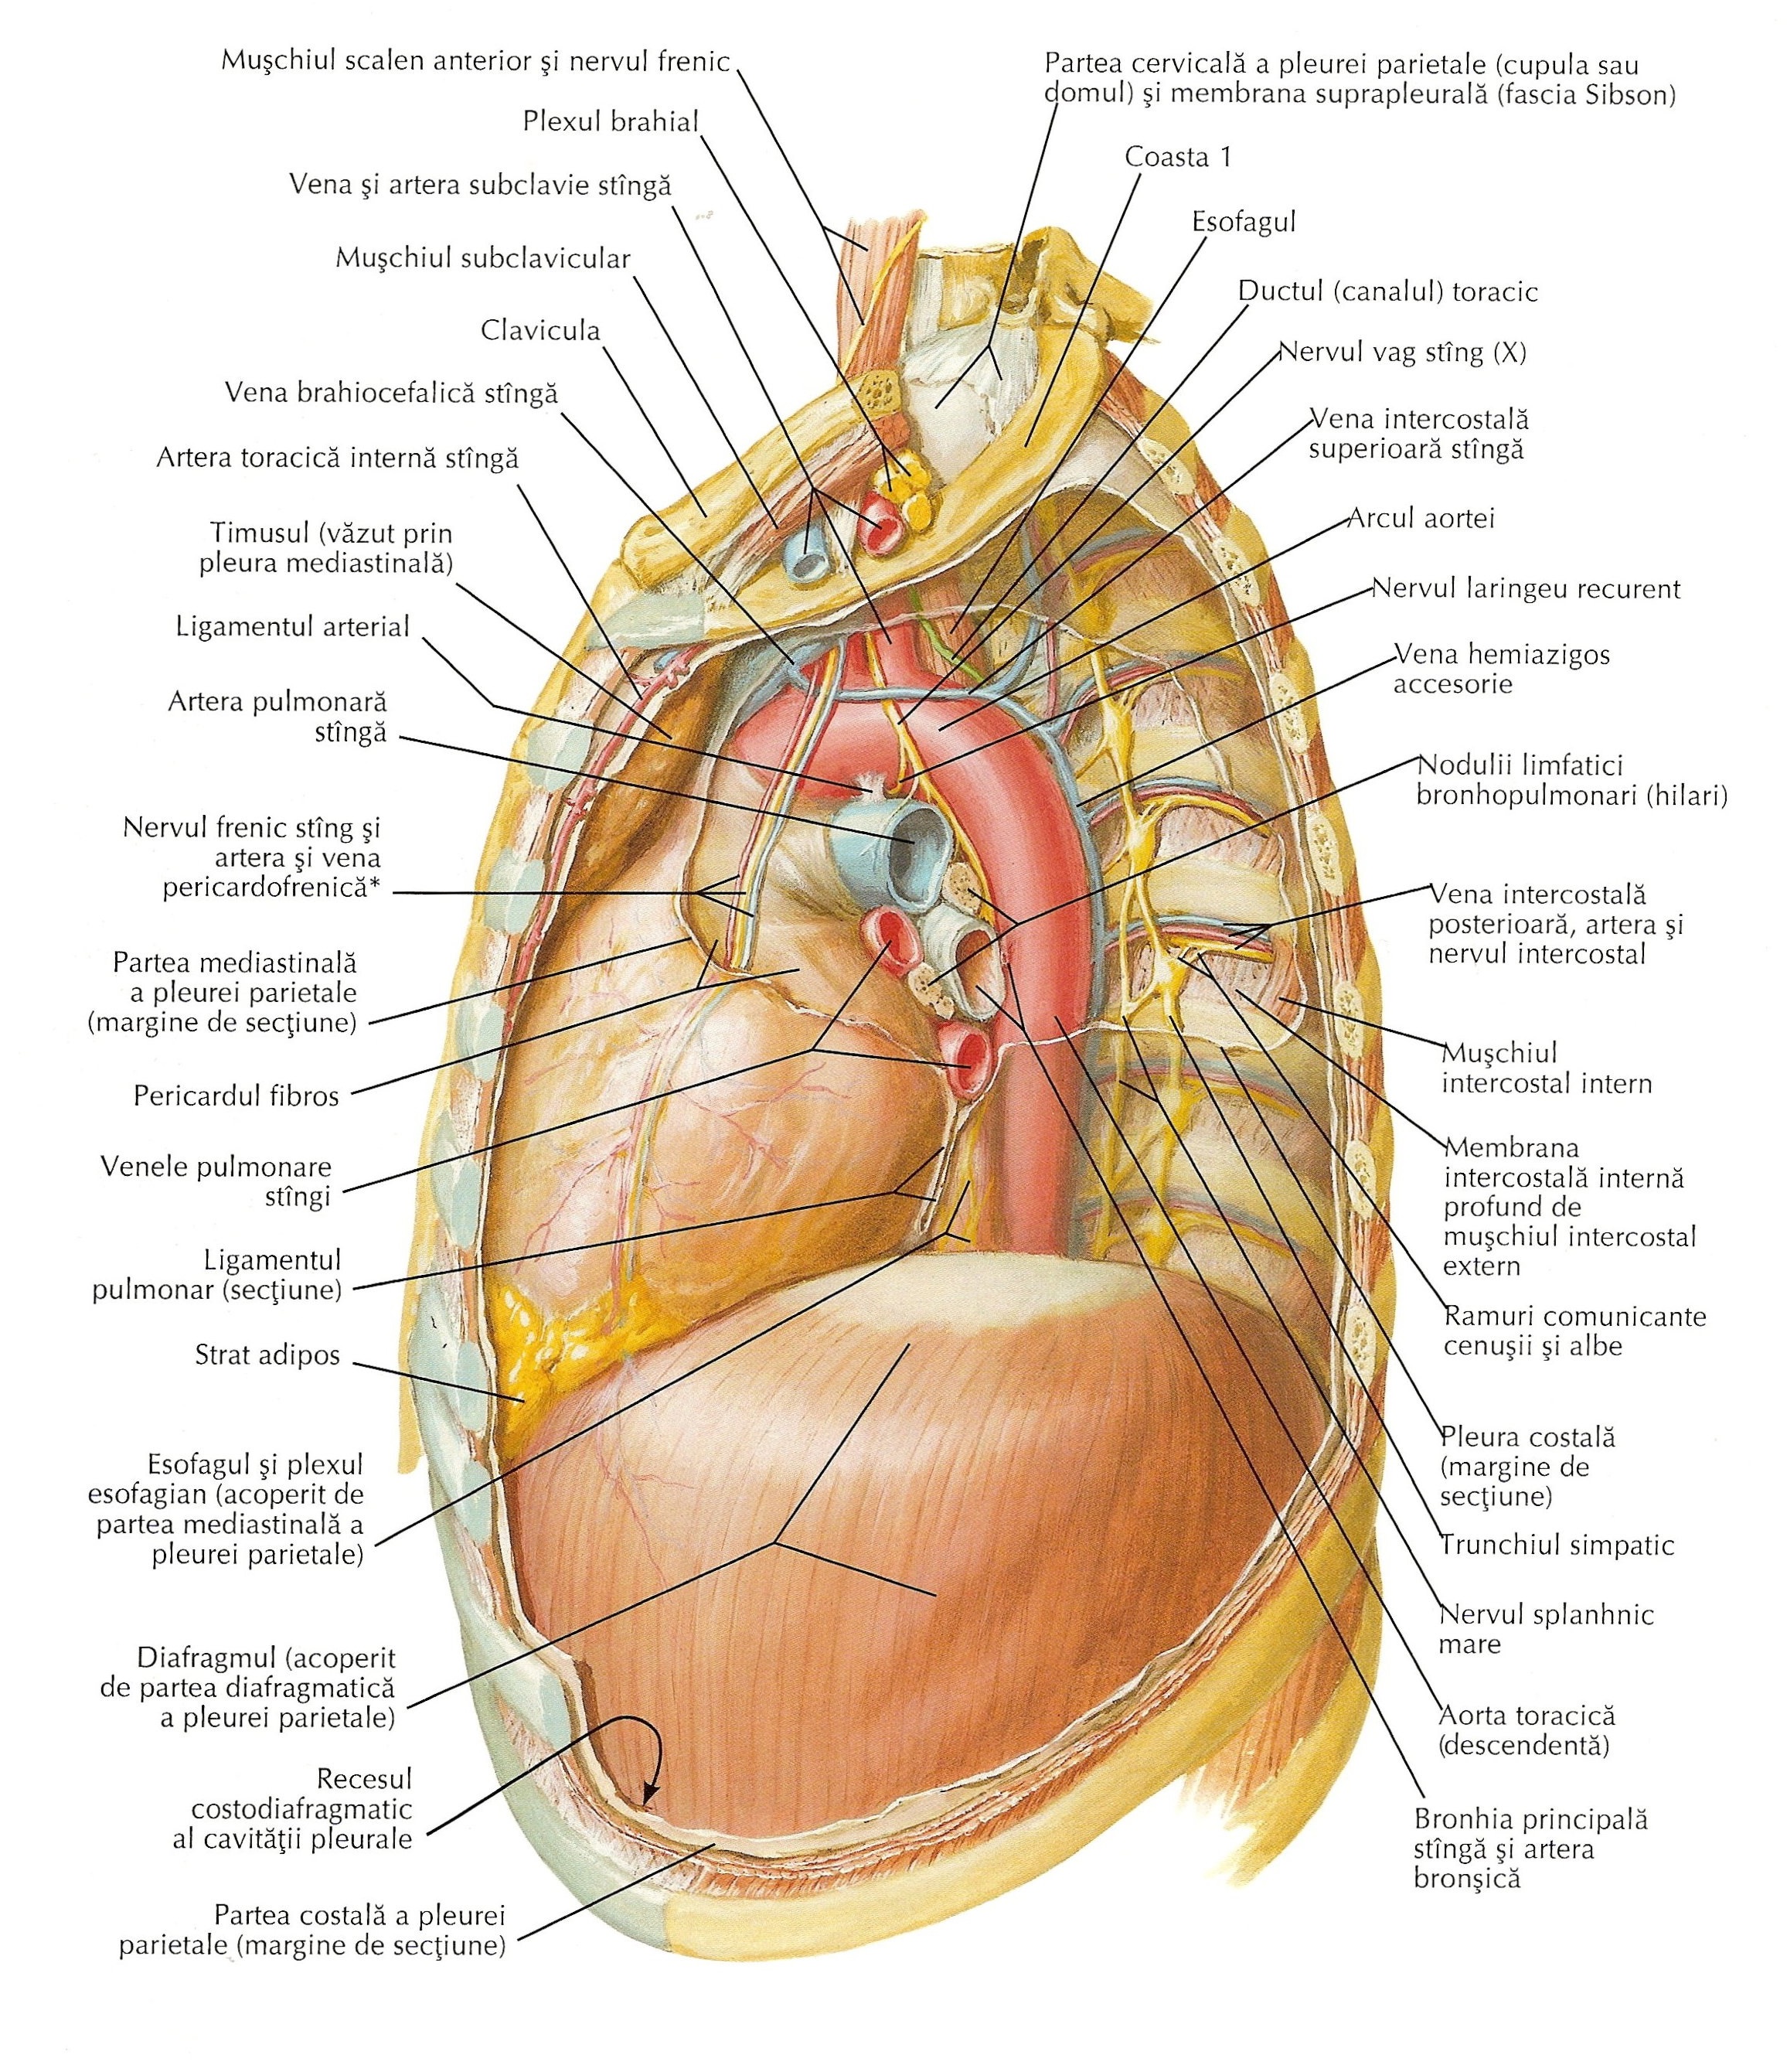 Muşchiul scalen anterior şi nervul frenic
Plexul brahial
Vena şi artera subclavie stîngă
Muşchiul subclavicular
Clavicula
Vena brahiocefalică stîngă
Artera toracică internă stîngă
Timusul (văzut prin
pleura mediastinală)
Ligamentul arterial
Artera pulmonară
stîngă
Nervul frenic stîng şi
artera şi vena
pericardofrenică*
Partea mediastinală
a pleurei parietale
(margine de secţiune)
Pericardul fibros
Venele pulmonare
stîngi
Ligamentul
pulmonar (secţiune)
Strat adipos
Esofagul şi plexul
esofagian (acoperit de
partea mediastinală a
pleurei parietale)
Diafragmul (acoperit
de partea diafragmatică
a pleurei parietale)
Recesul
costodiafragmatic
al cavităţii pleurale
Partea costală a pleurei
parietale (margine de secţiune)
Partea cervicală a pleurei parietale (cupula sau
domul) şi membrana suprapleurală (fascia Sibson)
Coasta 1
Esofagul
Ductul (canalul) toracic
Nervul vag stîng (X)
Vena intercostală
superioară stîngă
Arcul aortei
Nervul laringeu recurent
Vena hemiazigos
accesorie
Nodulii limfatici
bronhopulmonari (hilari)
Vena intercostală
posterioară, artera şi
nervul intercostal
Muşchiul
intercostal intern
Membrana
intercostală internă
profund de
muşchiul intercostal
extern
Ramuri comunicante
cenuşii şi albe
Pleura costală
(margine de
secţiune)
Trunchiul simpatic
Nervul splanhnic
mare
Aorta toracică
(descendentă)
Bronhia principală
stîngă şi artera
bronşică